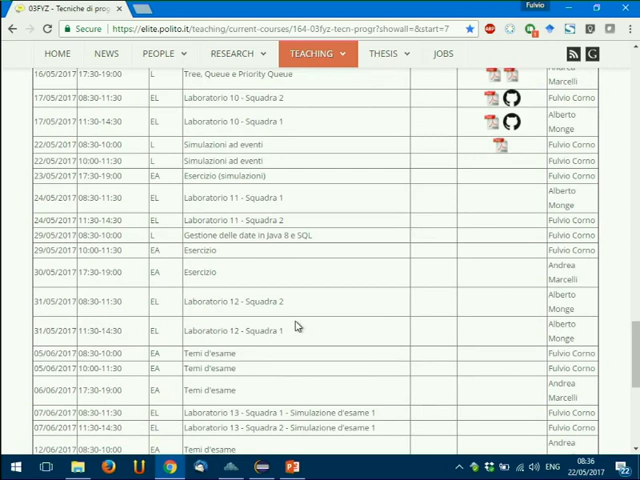 03FYZ - Tecniche di prog
Fulvio
Secure https://elite.polito.it/teaching/current-courses/164-03fyz-tecn-progr?showall=&start=7
HOME NEWS PEOPLE RESEARCH TEACHING THESIS JOBS
16/05/2017 17:30-19:00 L Tree, Queue e Priority Queue Andrea Marcelli
17/05/2017 08:30-11:30 EL Laboratorio 10 - Squadra 2 Fulvio Corno
17/05/2017 11:30-14:30 EL Laboratorio 10 - Squadra 1 Alberto Monge
22/05/2017 08:30-10:00 L Simulazioni ad eventi Fulvio Corno
22/05/2017 10:00-11:30 L Simulazioni ad eventi Fulvio Corno
23/05/2017 17:30-19:00 EA Esercizio (simulazioni) Fulvio Corno
24/05/2017 08:30-11:30 EL Laboratorio 11 - Squadra 1 Alberto Monge
24/05/2017 11:30-14:30 EL Laboratorio 11 - Squadra 2 Fulvio Corno
29/05/2017 08:30-10:00 L Gestione delle date in Java 8 e SQL Fulvio Corno
29/05/2017 10:00-11:30 EA Esercizio Fulvio Corno
30/05/2017 17:30-19:00 EA Esercizio Andrea Marcelli
31/05/2017 08:30-11:30 EL Laboratorio 12 - Squadra 2 Alberto Monge
31/05/2017 11:30-14:30 EL Laboratorio 12 - Squadra 1 Alberto Monge
05/06/2017 08:30-10:00 EA Temi d'esame Fulvio Corno
05/06/2017 10:00-11:30 EA Temi d'esame Fulvio Corno
06/06/2017 17:30-19:00 EA Temi d'esame Andrea Marcelli
07/06/2017 08:30-11:30 EL Laboratorio 13 - Squadra 1 - Simulazione d'esame 1 Fulvio Corno
07/06/2017 11:30-14:30 EL Laboratorio 13 - Squadra 2 - Simulazione d'esame 1 Fulvio Corno
12/06/2017 08:30-10:00 EA Temi d'esame Andrea
ENG 08:36
22/05/2017 22